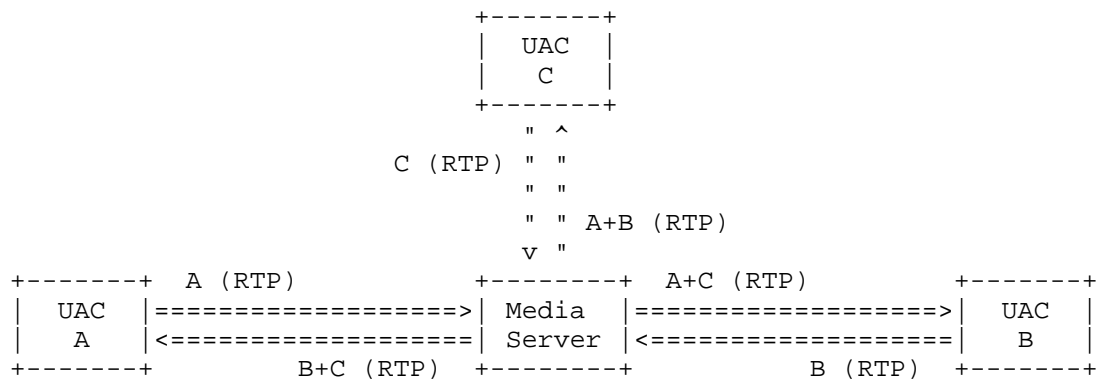 +-------+
|  UAC  |
|   C   |
+-------+
" ^
C (RTP) " "
" "
" " A+B (RTP)
v "
+-------+  A (RTP)  +--------+  A+C (RTP)  +-------+
|  UAC  |===================>| Media  |===================>|  UAC  |
|   A   |<===================| Server |<===================|   B   |
+-------+  B+C (RTP)  +--------+  B (RTP)  +-------+